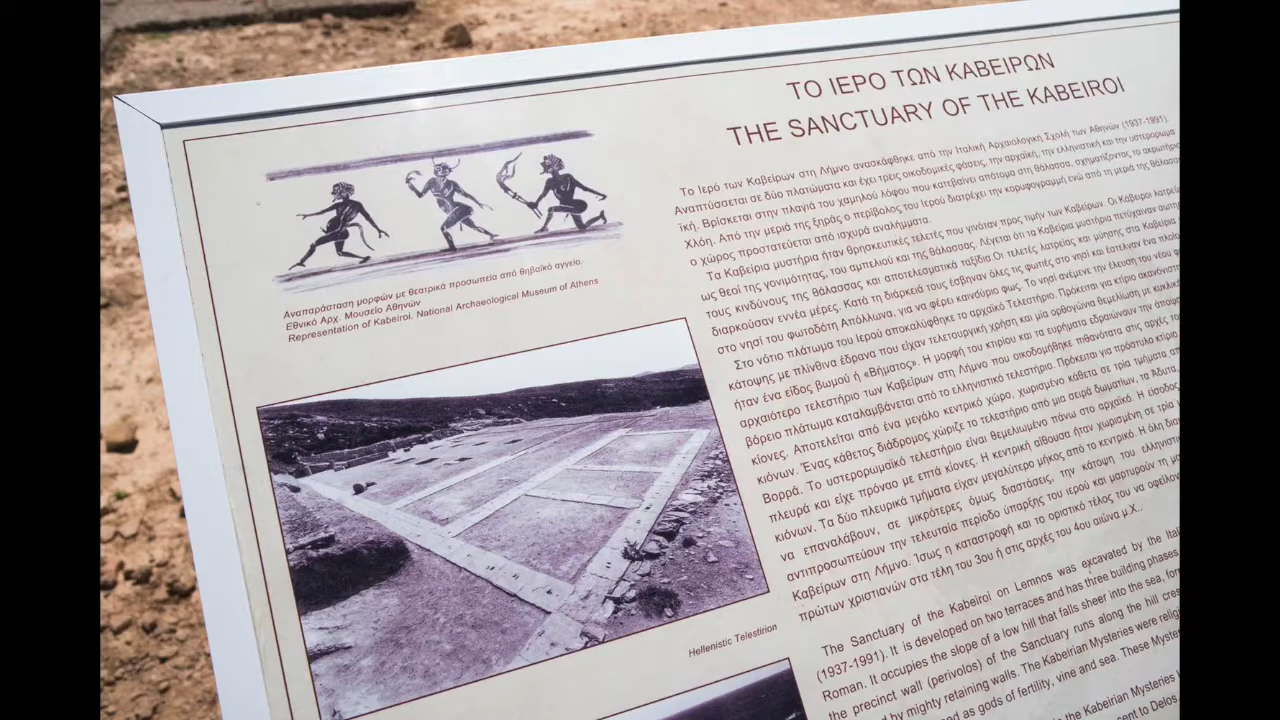 ΤΟ ΙΕΡΟ ΤΩΝ ΚΑΒΕΙΡΩΝ
THE SANCTUARY OF THE KABEIROI
Αναπαράσταση μορφών με θεατρικά προσωπεία από θηβαϊκό αγγείο.
Εθνικό Αρχ. Μουσείο Αθηνών
Representation of Kabeiroi. National Archaeological Museum of Athens
Το Ιερό των Καβείρων στη Λήμνο ανασκάφθηκε από την Ιταλική Αρχαιολογική Σχολή των Αθηνών (1937-1991).
Αναπτύσσεται σε δύο πλατώματα και έχει τρεις οικοδομικές φάσεις, την αρχαϊκή, την ελληνιστική και την υστερορωμα
ϊκή. Βρίσκεται στην πλαγιά του χαμηλού λόφου που κατεβαίνει απότομα στη θάλασσα, σχηματίζοντας το ακρωτήριο
Χλόη. Από την μεριά της ξηράς ο περίβολος του Ιερού διατρέχει την κορυφογραμμή ενώ από τη μεριά της θάλασσ
ο χώρος προστατεύεται από ισχυρά αναλήμματα.
Τα Καβείρια μυστήρια ήταν θρησκευτικές τελετές που γινόταν προς τιμήν των Καβείρων. Οι Κάβειροι λατρεύ
ως θεοί της γονιμότητας, του αμπελιού και της θάλασσας. Λέγεται ότι τα Καβείρια μυστήρια πετύχαιναν
τους κινδύνους της θάλασσας και αποτελεσματικά ταξίδια. Οι τελετές λατρείας και μύησης στα Καβείρια
διαρκούσαν εννέα μέρες. Κατά τη διάρκειά τους έσβηναν όλες τις φωτιές στο νησί και έστελναν ένα πλοίο
στο νησί του φωτοδότη Απόλλωνα, για να φέρει καινούριο φως. Το νησί ανέμενε την έλευση του νέου φ
Στο νότιο πλάτωμα του Ιερού αποκαλύφθηκε το αρχαϊκό Τελεστήριο. Πρόκειται για κτίριο ακανόνιστ
κάτοψης με πλίνθινα έδρανα που είχαν τελετουργική χρήση και μία ορθογώνια θεμελίωση με κυκλικ
ήταν ένα είδος βωμού ή «Βήματος». Η μορφή του κτιρίου και τα ευρήματα εδραιώνουν την άποψη
αρχαιότερο τελεστήριο των Καβείρων στη Λήμνο που οικοδομήθηκε πιθανότατα στις αρχές το
βόρειο πλάτωμα καταλαμβάνεται από το ελληνιστικό τελεστήριο. Πρόκειται για πρόστυλο κτίριο
κίονες. Αποτελείται από ένα μεγάλο κεντρικό χώρο, χωρισμένο κάθετα σε τρία τμήματα απ
κιόνων. Ένας κάθετος διάδρομος χώριζε το τελεστήριο από μια σειρά δωματίων, τα Άδυτα.
Βορρά. Το υστερορωμαϊκό τελεστήριο είναι θεμελιωμένο πάνω στο αρχαϊκό. Η είσοδος
πλευρά και είχε πρόναο με επτά κίονες. Η κεντρική αίθουσα ήταν χωρισμένη σε τρία
κιόνων. Τα δύο πλευρικά τμήματα είχαν μεγαλύτερο μήκος από το κεντρικό. Η όλη δια
να επαναλάβουν, σε μικρότερες όμως διαστάσεις, την κάτοψη του ελληνιστι
αντιπροσωπεύουν την τελευταία περίοδο ύπαρξης του ιερού και μαρτυρούν τη μα
Καβείρων στη Λήμνο. Ίσως η καταστροφή και το οριστικό τέλος του να οφείλον
πρώτων χριστιανών στα τέλη του 3ου ή στις αρχές του 4ου αιώνα μ.Χ..
Hellenistic Telestirion
The Sanctuary of the Kabeiroi on Lemnos was excavated by the Itali
(1937-1991). It is developed on two terraces and has three building phases
Roman. It occupies the slope of a low hill that falls sheer into the sea, for
the precinct wall (perivolos) of the Sanctuary runs along the hill cres
by mighty retaining walls. The Kabeirian Mysteries were religi
as gods of fertility, vine and sea. These Myste
the Kabeirian Mysteries
to Delos